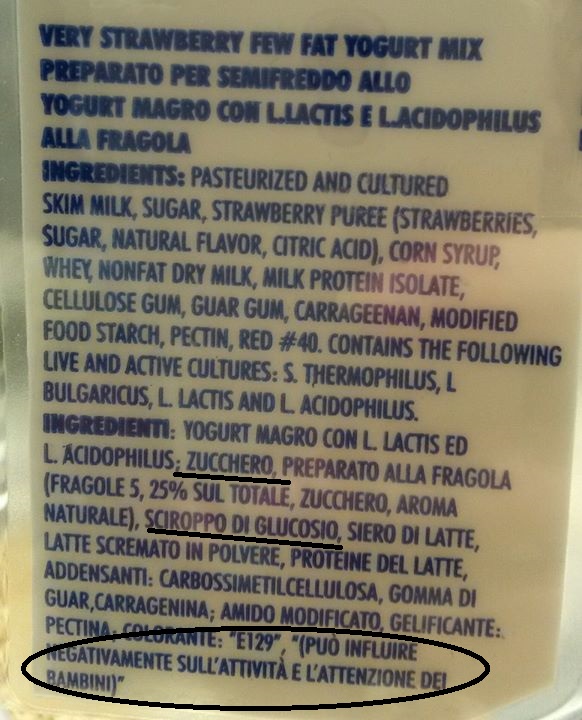 VERY STRAWBERRY FEW FAT YOGURT MIX
PREPARATO PER SEMIFREDDO ALLO
YOGURT MAGRO CON L.LACTIS E L.ACIDOPHILUS
ALLA FRAGOLA
INGREDIENTS: PASTEURIZED AND CULTURED
SKIM MILK, SUGAR, STRAWBERRY PUREE (STRAWBERRIES,
SUGAR, NATURAL FLAVOR, CITRIC ACID), CORN SYRUP,
WHEY, NONFAT DRY MILK, MILK PROTEIN ISOLATE,
CELLULOSE GUM, GUAR GUM, CARRAGEENAN, MODIFIED
FOOD STARCH, PECTIN, RED #40. CONTAINS THE FOLLOWING
LIVE AND ACTIVE CULTURES: S. THERMOPHILUS, L
BULGARICUS, L. LACTIS AND L. ACIDOPHILUS.
INGREDIENTI: YOGURT MAGRO CON L. LACTIS ED
L. ACIDOPHILUS; ZUCCHERO, PREPARATO ALLA FRAGOLA
(FRAGOLE 5, 25% SUL TOTALE, ZUCCHERO, AROMA
NATURALE), SCIROPPO DI GLUCOSIO, SIERO DI LATTE,
LATTE SCREMATO IN POLVERE, PROTEINE DEL LATTE,
ADDENSANTI: CARBOSSIMETILCELLULOSA, GOMMA DI
GUAR,CARRAGENINA; AMIDO MODIFICATO, GELIFICANTE:
PECTINA, COLORANTE: "E129", "(PUÒ INFLUIRE
NEGATIVAMENTE SULL'ATTIVITÀ E L'ATTENZIONE DEI
BAMBINI)"